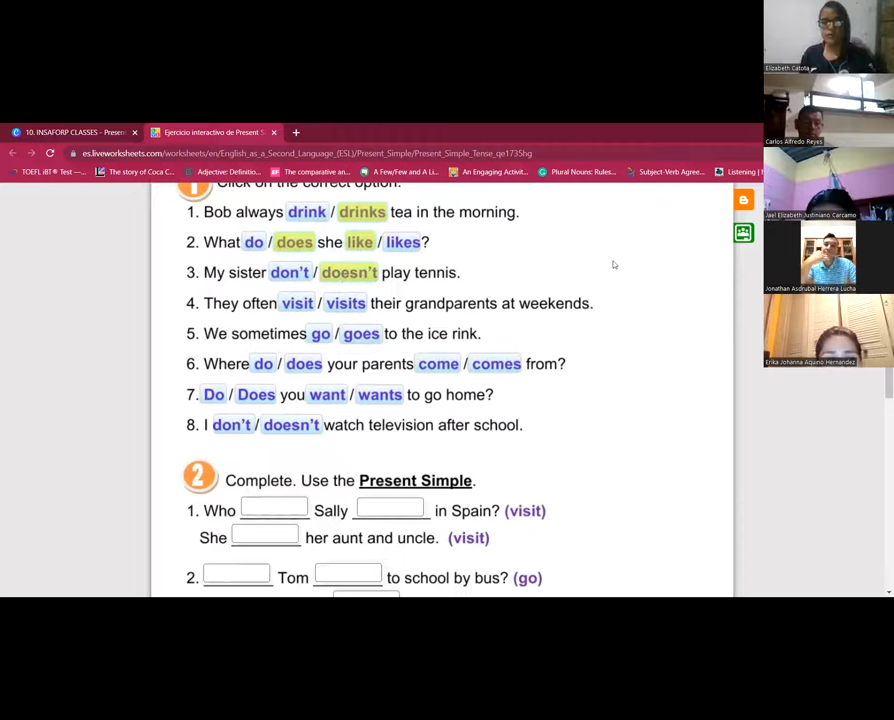 10. INSAFORP CLASSES - Present
Ejercicio interactivo de Present S
es.liveworksheets.com/worksheets/en/English_as_a_Second_Language_(ESL)/Present_Simple/Present_Simple_Tense_qe1735hg
TOEFL iBT® Test —...
The story of Coca C...
Adjective: Definitio...
The comparative an...
A Few/Few and A Li...
An Engaging Activit...
Plural Nouns: Rules...
Subject-Verb Agree...
Listening |
1 Click on the correct option.
1. Bob always drink / drinks tea in the morning.
2. What do / does she like / likes?
3. My sister don't / doesn't play tennis.
4. They often visit / visits their grandparents at weekends.
5. We sometimes go / goes to the ice rink.
6. Where do / does your parents come / comes from?
7. Do / Does you want / wants to go home?
8. I don't / doesn't watch television after school.
2 Complete. Use the Present Simple.
1. Who Sally in Spain? (visit)
She her aunt and uncle. (visit)
2. Tom to school by bus? (go)
Elizabeth Catota
Carlos Alfredo Reyes
Jael Elizabeth Justiniano Carcamo
Jonathan Asdrubal Herrera Lucha
Erika Johanna Aquino Hernandez